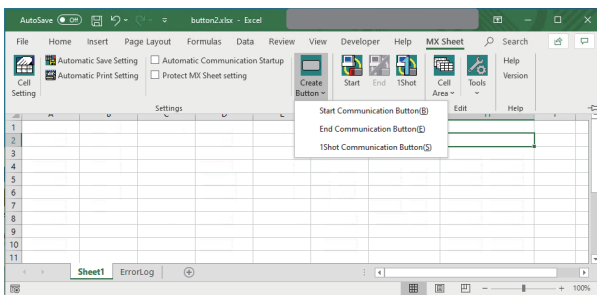 AutoSave Off button2.xlsx - Excel
File Home Insert Page Layout Formulas Data Review View Developer Help MX Sheet Search
Cell Setting
Automatic Save Setting
Automatic Print Setting
Automatic Communication Startup
Protect MX Sheet setting
Settings
Create Button
Start End 1Shot
Cell Area
Tools
Edit
Help
Version
Help
Start Communication Button(B)
End Communication Button(E)
1Shot Communication Button(S)
1
2
3
4
5
6
7
8
9
10
11
Sheet1 ErrorLog
100%